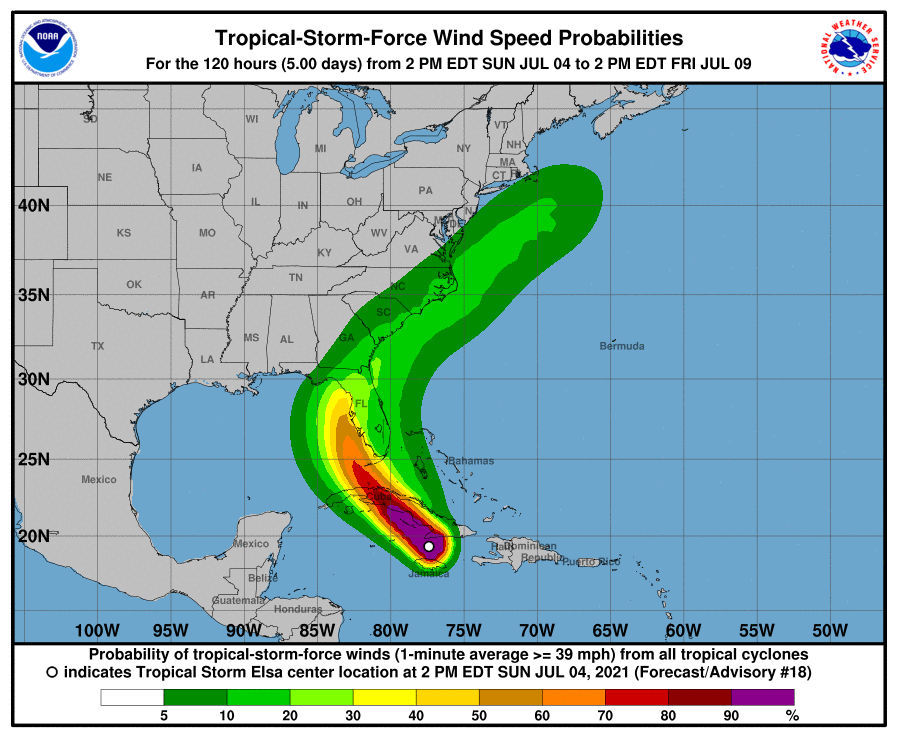 NOAA
Tropical-Storm-Force Wind Speed Probabilities
For the 120 hours (5.00 days) from 2 PM EDT SUN JUL 04 to 2 PM EDT FRI JUL 09
NATIONAL WEATHER SERVICE
SD
WI
MI
VT
NH
NY
MA
CT
NE
IA
PA
IL
IN
OH
40N
KS
MO
WV
VA
KY
OK
TN
NC
35N
AR
SC
MS
AL
GA
TX
LA
Bermuda
30N
FL
25N
Bahamas
Mexico
Cuba
20N
Mexico
Haiti
Dominican
Republic
Puerto Rico
Jamaica
Belize
Guatemala
Honduras
100W 95W 90W 85W 80W 75W 70W 65W 60W 55W 50W
Probability of tropical-storm-force winds (1-minute average >= 39 mph) from all tropical cyclones
indicates Tropical Storm Elsa center location at 2 PM EDT SUN JUL 04, 2021 (Forecast/Advisory #18)
5 10 20 30 40 50 60 70 80 90 %